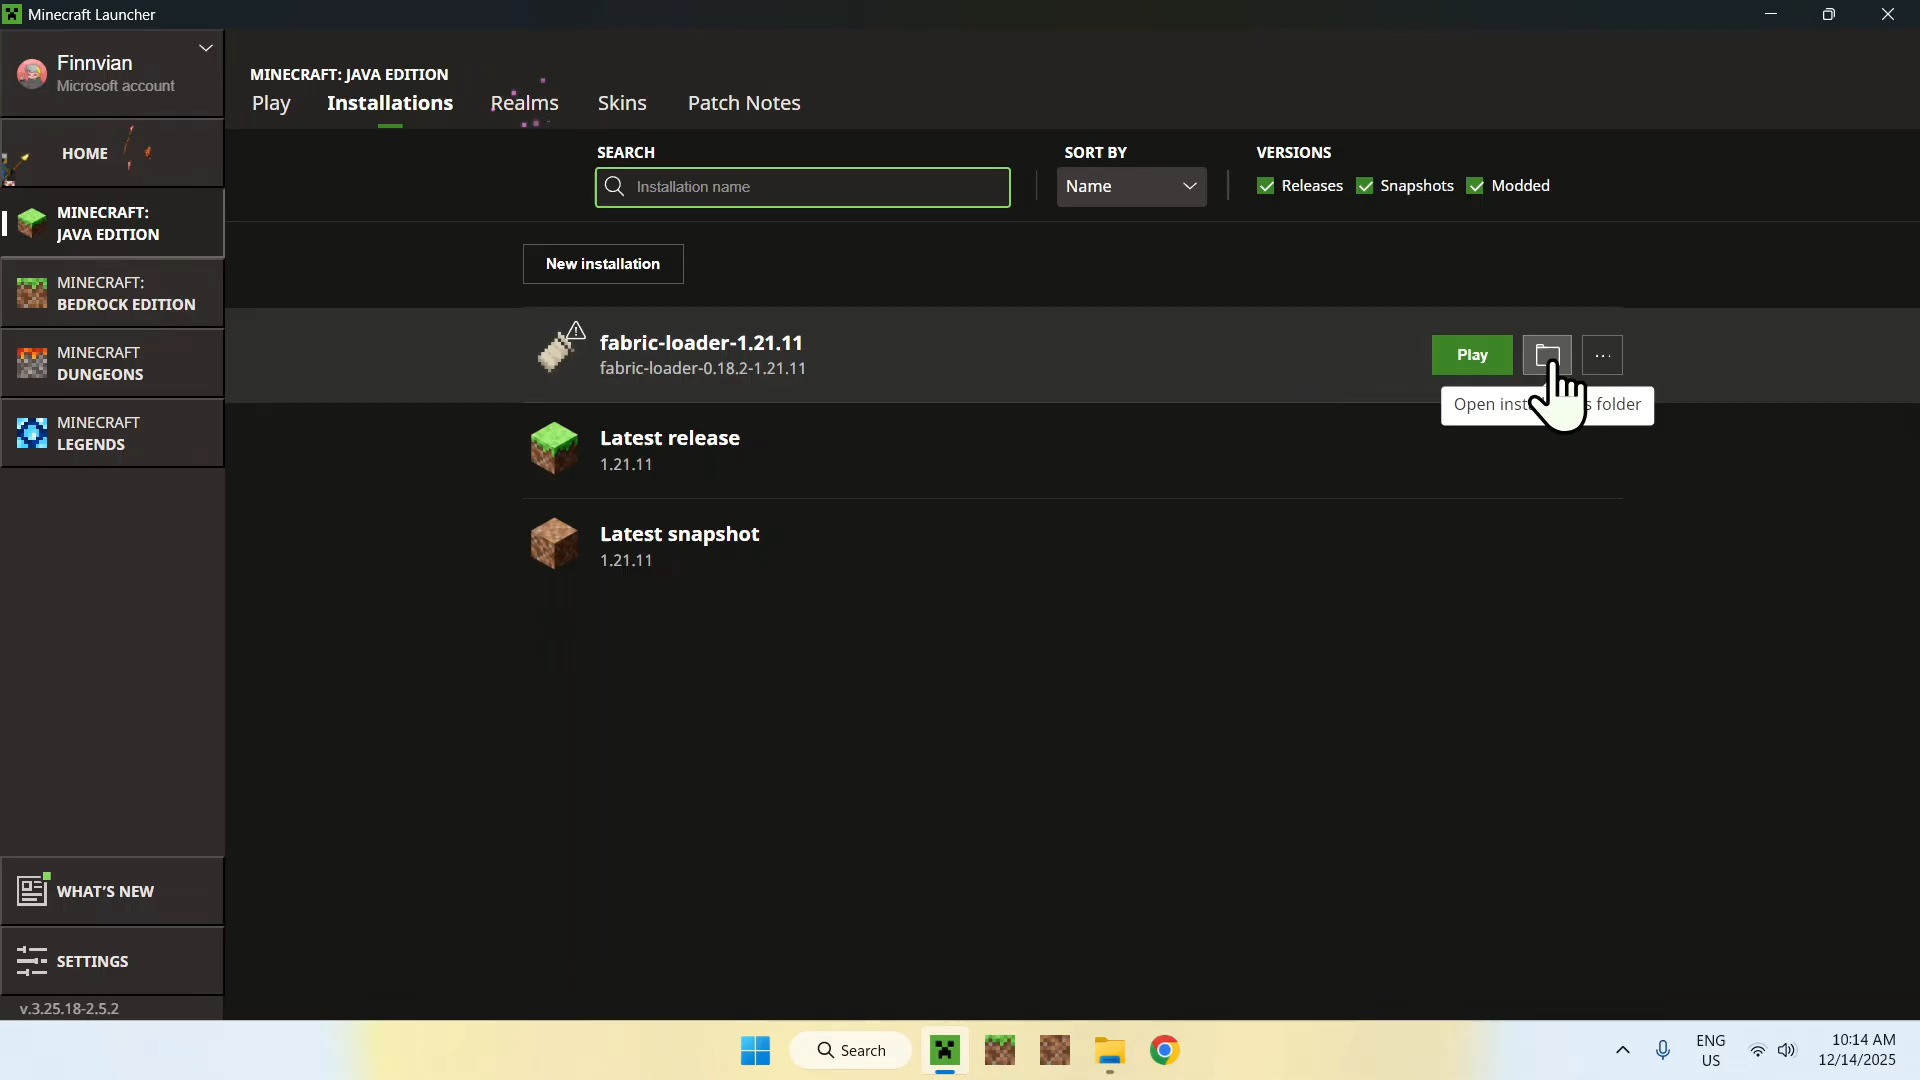 Minecraft Launcher
Finnvian
Microsoft account
HOME
MINECRAFT:
JAVA EDITION
MINECRAFT:
BEDROCK EDITION
MINECRAFT
DUNGEONS
MINECRAFT
LEGENDS
WHAT'S NEW
SETTINGS
v.3.25.18-2.5.2
MINECRAFT: JAVA EDITION
Play Installations Realms Skins Patch Notes
SEARCH
Installation name
SORT BY
Name
VERSIONS
Releases Snapshots Modded
New installation
fabric-loader-1.21.11
fabric-loader-0.18.2-1.21.11
Play
Open folder
Latest release
1.21.11
Latest snapshot
1.21.11
Search
ENG
US
10:14 AM
12/14/2025